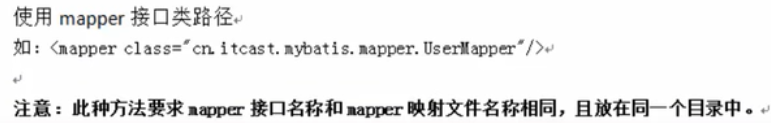 使用 mapper 接口类路径
如：<mapper class="cn.itcast.mybatis.mapper.UserMapper"/>
注意：此种方法要求 mapper 接口名称和 mapper 映射文件名称相同，且放在同一个目录中。